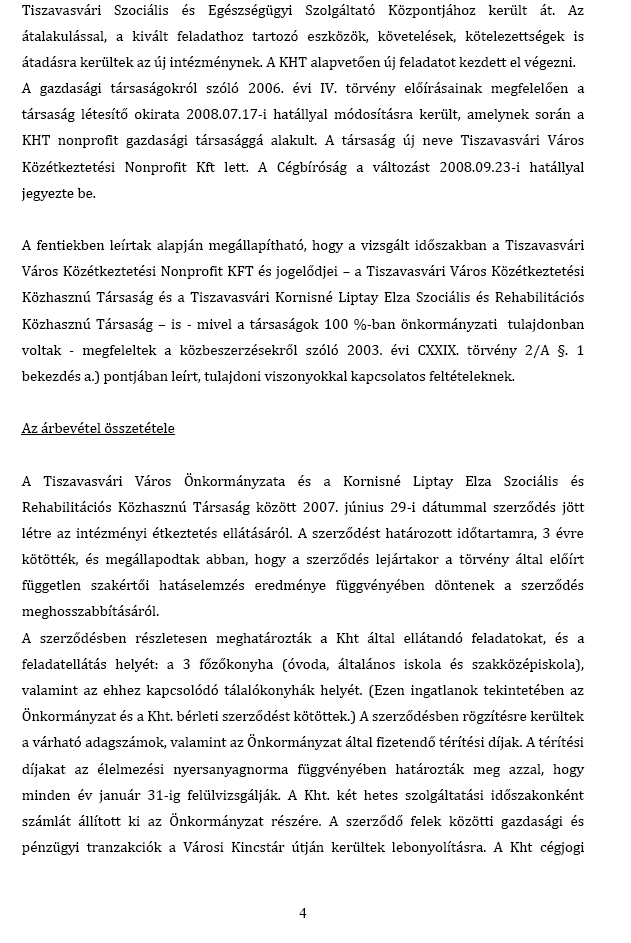 Tiszavasvári Szociális és Egészségügyi Szolgáltató Központjához került át. Az
átalakulással, a kivált feladathoz tartozó eszközök, követelések, kötelezettségek is
átadásra kerültek az új intézménynek. A KHT alapvetően új feladatot kezdett el végezni.
A gazdasági társaságokról szóló 2006. évi IV. törvény előírásainak megfelelően a
társaság létesítő okirata 2008.07.17-i hatállyal módosításra került, amelynek során a
KHT nonprofit gazdasági társasággá alakult. A társaság új neve Tiszavasvári Város
Közétkeztetési Nonprofit Kft lett. A Cégbíróság a változást 2008.09.23-i hatállyal
jegyezte be.
A fentiekben leírtak alapján megállapítható, hogy a vizsgált időszakban a Tiszavasvári
Város Közétkeztetési Nonprofit KFT és jogelődjei – a Tiszavasvári Város Közétkeztetési
Közhasznú Társaság és a Tiszavasvári Kornisné Liptay Elza Szociális és Rehabilitációs
Közhasznú Társaság – is - mivel a társaságok 100 %-ban önkormányzati tulajdonban
voltak - megfeleltek a közbeszerzésekről szóló 2003. évi CXXIX. törvény 2/A §. 1
bekezdés a.) pontjában leírt, tulajdoni viszonyokkal kapcsolatos feltételeknek.
Az árbevétel összetétele
A Tiszavasvári Város Önkormányzata és a Kornisné Liptay Elza Szociális és
Rehabilitációs Közhasznú Társaság között 2007. június 29-i dátummal szerződés jött
létre az intézményi étkeztetés ellátásáról. A szerződést határozott időtartamra, 3 évre
kötötték, és megállapodtak abban, hogy a szerződés lejártakor a törvény által előírt
független szakértői hatáselemzés eredménye függvényében döntenek a szerződés
meghosszabbításáról.
A szerződésben részletesen meghatározták a Kht által ellátandó feladatokat, és a
feladatellátás helyét: a 3 főzőkonyha (óvoda, általános iskola és szakközépiskola),
valamint az ehhez kapcsolódó tálalókonyhák helyét. (Ezen ingatlanok tekintetében az
Önkormányzat és a Kht. bérleti szerződést kötöttek.) A szerződésben rögzítésre kerültek
a várható adagszámok, valamint az Önkormányzat által fizetendő térítési díjak. A térítési
díjakat az élelmezési nyersanyagnorma függvényében határozták meg azzal, hogy
minden év január 31-ig felülvizsgálják. A Kht. két hetes szolgáltatási időszakonként
számlát állított ki az Önkormányzat részére. A szerződő felek közötti gazdasági és
pénzügyi tranzakciók a Városi Kincstár útján kerültek lebonyolításra. A Kht cégjogi
4